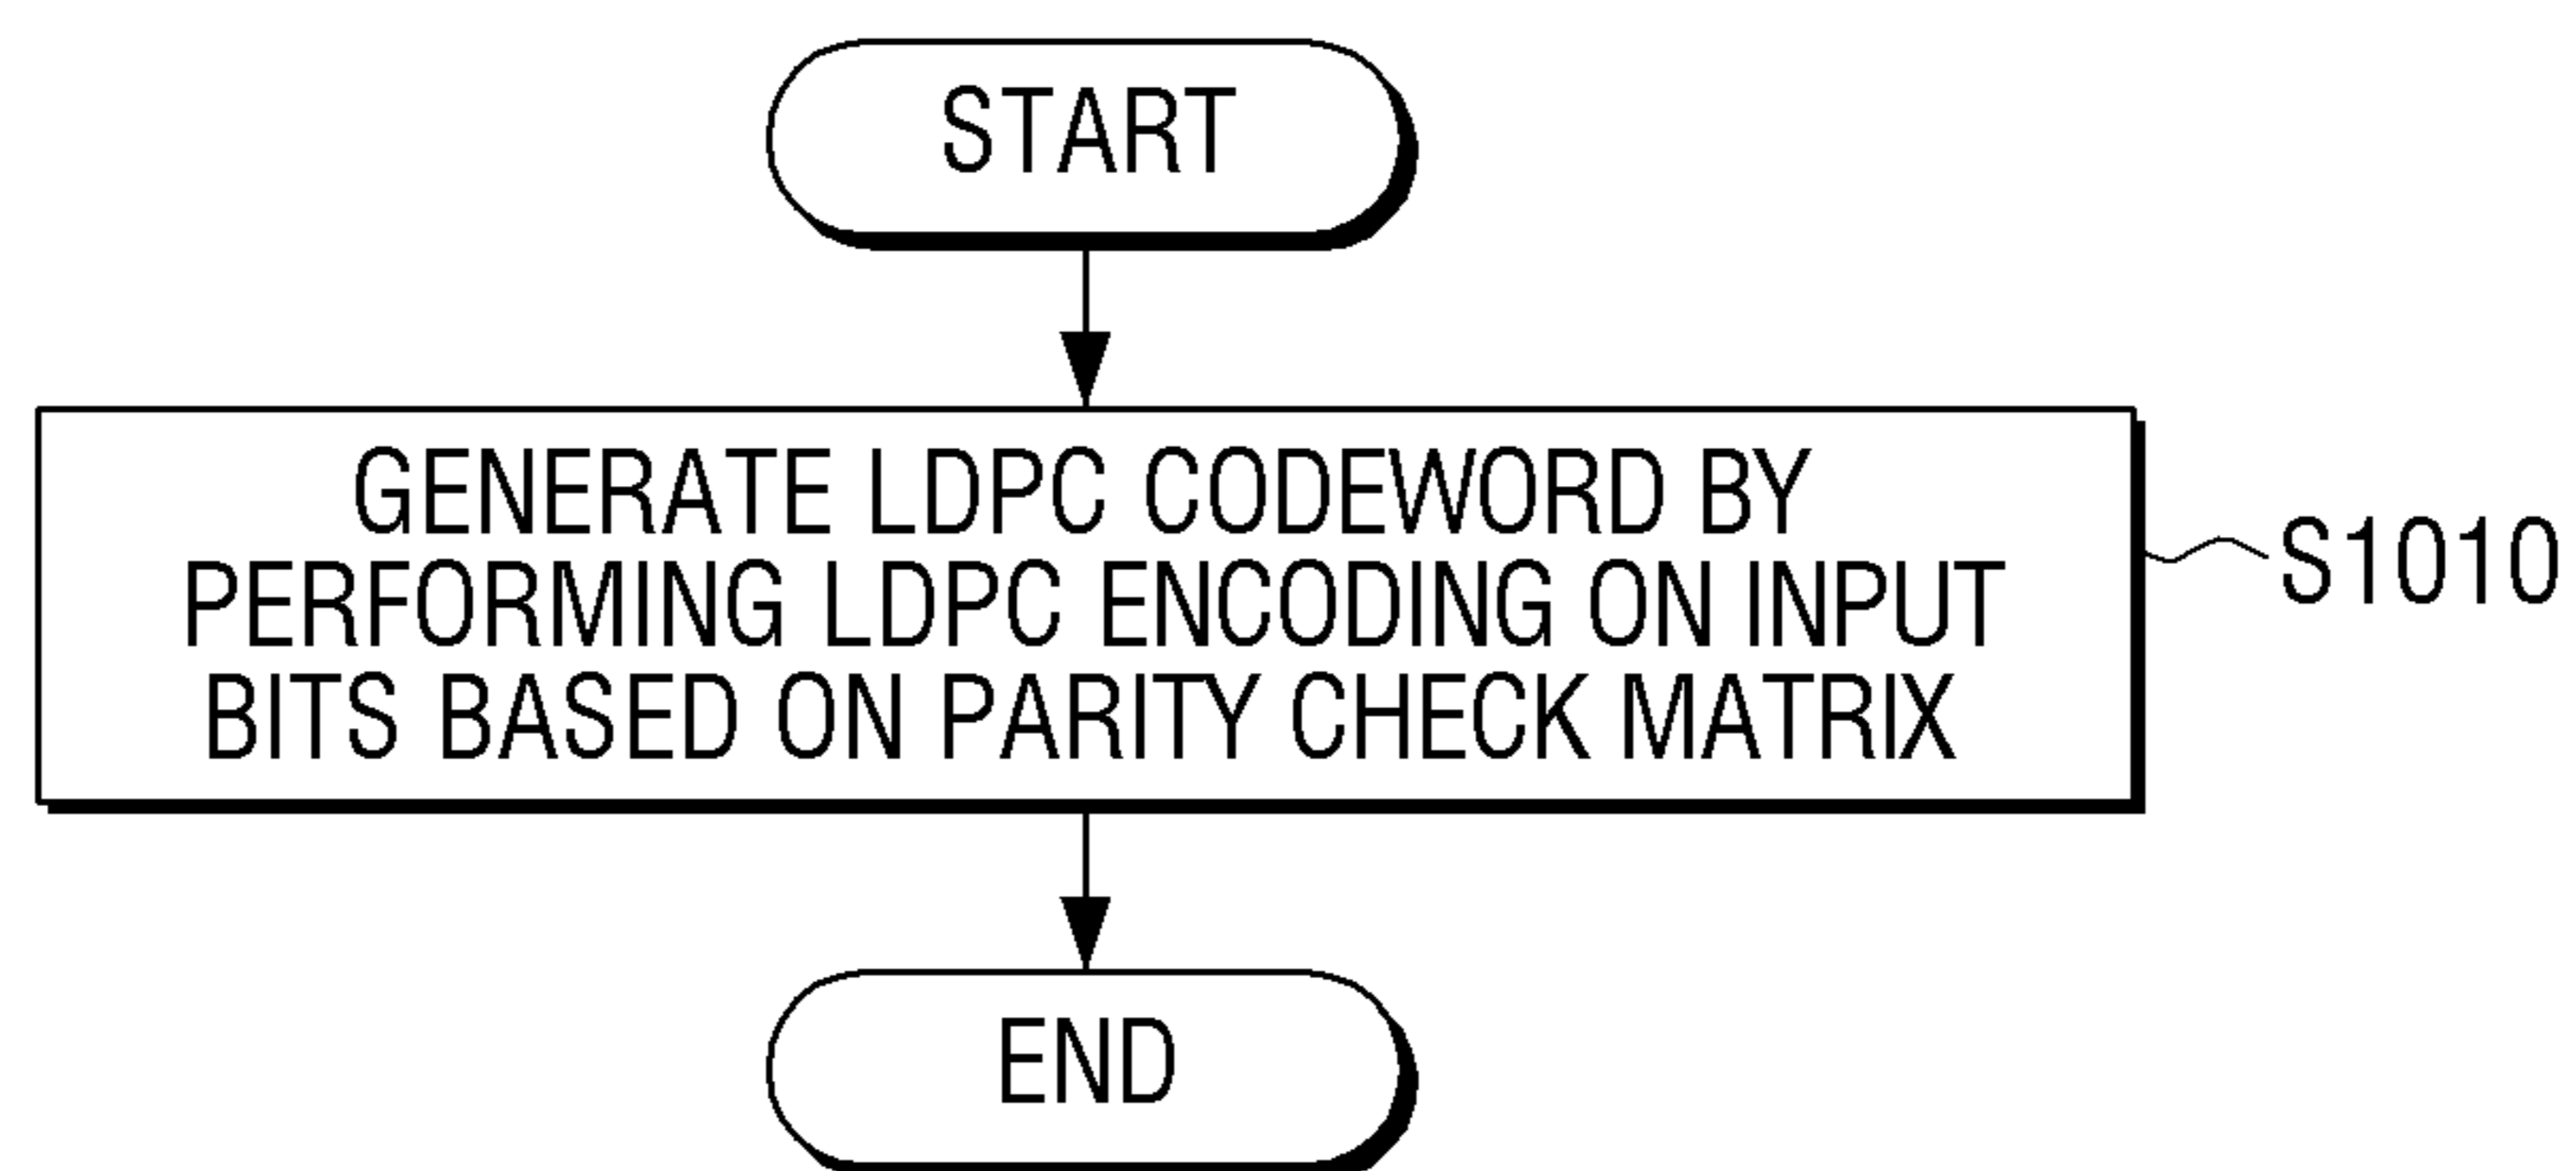 START
GENERATE LDPC CODEWORD BY
PERFORMING LDPC ENCODING ON INPUT
BITS BASED ON PARITY CHECK MATRIX
S1010
END